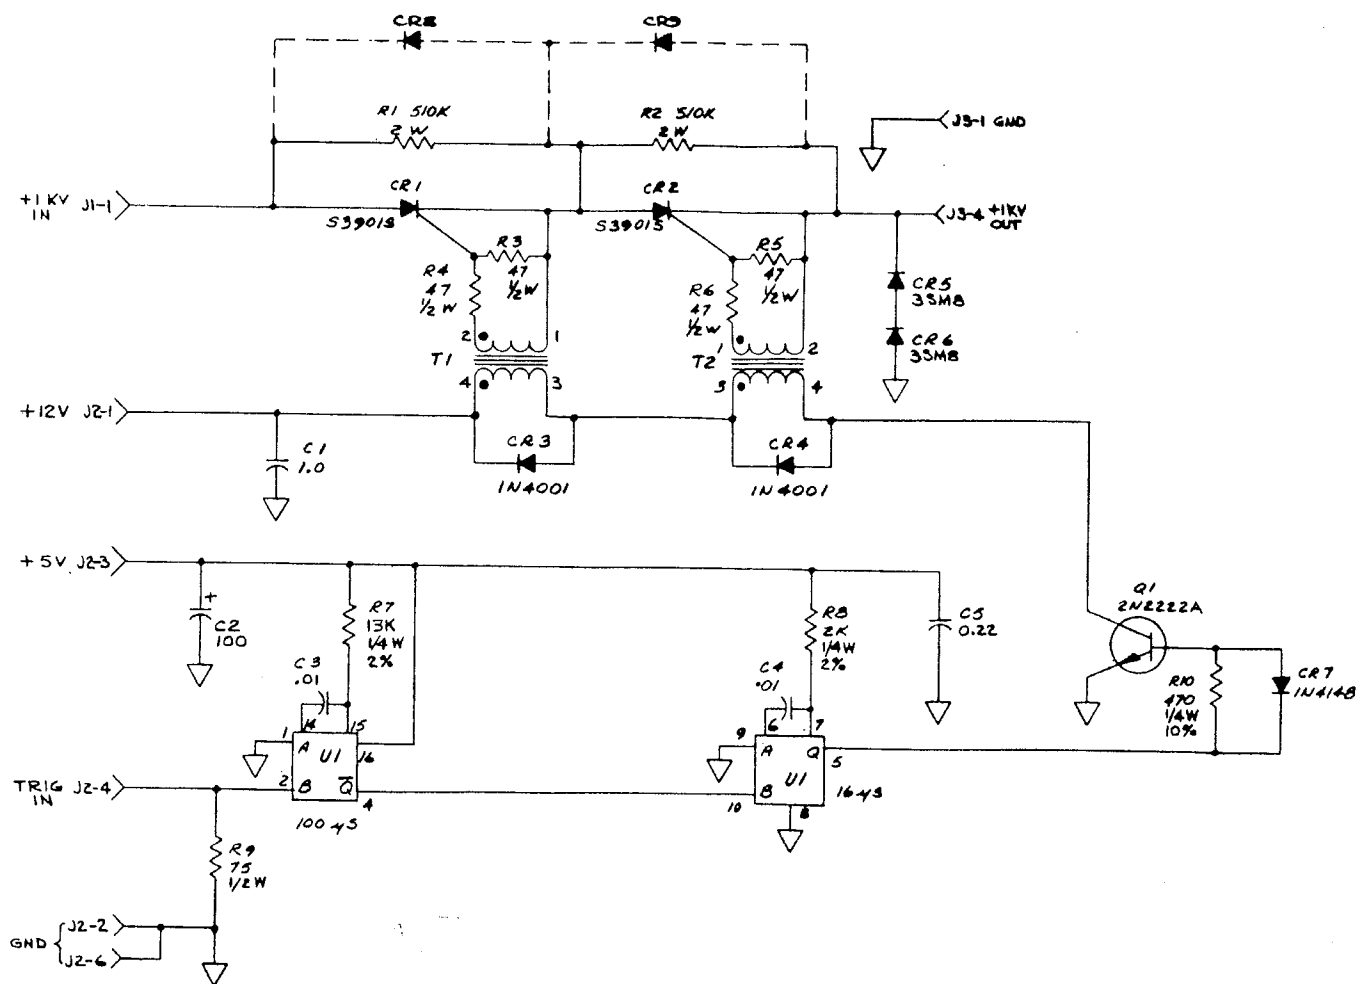 CR8
CR9
R1 510K
2 W
R2 510K
2 W
J3-1 GND
+1KV J1-1
IN
CR1
S3901S
CR2
S3901S
J3-4 +1KV
OUT
R3
47
1/2W
R4
47
1/2W
R5
47
1/2W
R6
47
1/2W
CR5
3SM8
CR6
3SM8
2
1
T1
4
3
1
2
T2
3
4
+12V J2-1
C1
1.0
CR3
1N4001
CR4
1N4001
+5V J2-3
+
C2
100
R7
13K
1/4W
2%
C3
.01
R8
2K
1/4W
2%
C4
.01
C5
0.22
Q1
2N2222A
R10
470
1/4W
10%
CR7
1N4148
1
14
15
A
U1
16
2
B
Q̅
4
100 µS
9
6
7
A
Q
5
U1
10
B
8
16µS
TRIG J2-4
IN
R9
75
1/2W
GND { J2-2
J2-6